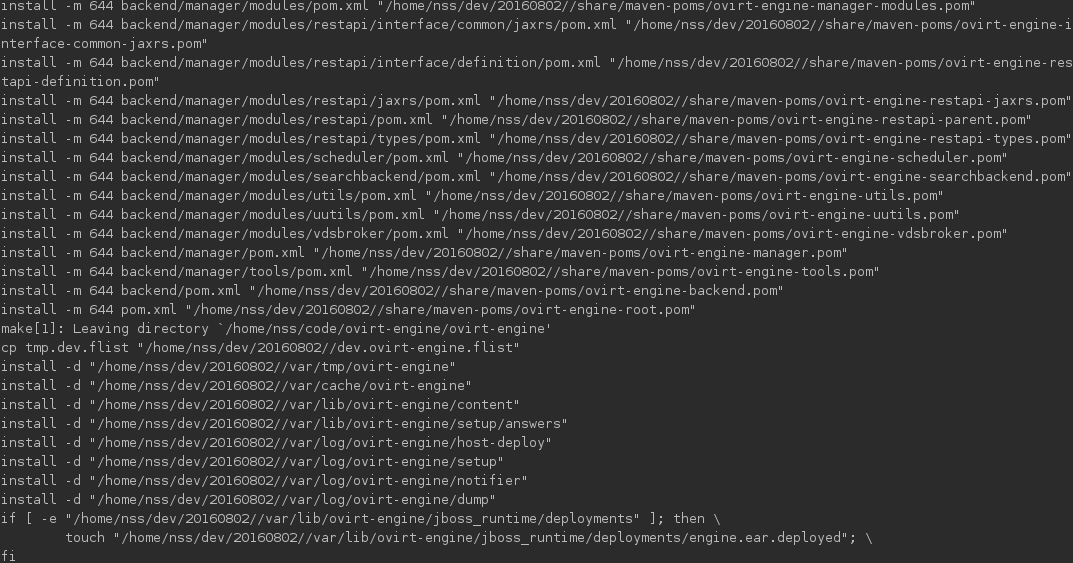 install -m 644 backend/manager/modules/pom.xml "/home/nss/dev/20160802//share/maven-poms/ovirt-engine-manager-modules.pom"
install -m 644 backend/manager/modules/restapi/interface/common/jaxrs/pom.xml "/home/nss/dev/20160802//share/maven-poms/ovirt-engine-i
nterface-common-jaxrs.pom"
install -m 644 backend/manager/modules/restapi/interface/definition/pom.xml "/home/nss/dev/20160802//share/maven-poms/ovirt-engine-res
tapi-definition.pom"
install -m 644 backend/manager/modules/restapi/jaxrs/pom.xml "/home/nss/dev/20160802//share/maven-poms/ovirt-engine-restapi-jaxrs.pom"
install -m 644 backend/manager/modules/restapi/pom.xml "/home/nss/dev/20160802//share/maven-poms/ovirt-engine-restapi-parent.pom"
install -m 644 backend/manager/modules/restapi/types/pom.xml "/home/nss/dev/20160802//share/maven-poms/ovirt-engine-restapi-types.pom"
install -m 644 backend/manager/modules/scheduler/pom.xml "/home/nss/dev/20160802//share/maven-poms/ovirt-engine-scheduler.pom"
install -m 644 backend/manager/modules/searchbackend/pom.xml "/home/nss/dev/20160802//share/maven-poms/ovirt-engine-searchbackend.pom"
install -m 644 backend/manager/modules/utils/pom.xml "/home/nss/dev/20160802//share/maven-poms/ovirt-engine-utils.pom"
install -m 644 backend/manager/modules/uutils/pom.xml "/home/nss/dev/20160802//share/maven-poms/ovirt-engine-uutils.pom"
install -m 644 backend/manager/modules/vdsbroker/pom.xml "/home/nss/dev/20160802//share/maven-poms/ovirt-engine-vdsbroker.pom"
install -m 644 backend/manager/pom.xml "/home/nss/dev/20160802//share/maven-poms/ovirt-engine-manager.pom"
install -m 644 backend/manager/tools/pom.xml "/home/nss/dev/20160802//share/maven-poms/ovirt-engine-tools.pom"
install -m 644 backend/pom.xml "/home/nss/dev/20160802//share/maven-poms/ovirt-engine-backend.pom"
install -m 644 pom.xml "/home/nss/dev/20160802//share/maven-poms/ovirt-engine-root.pom"
make[1]: Leaving directory `/home/nss/code/ovirt-engine/ovirt-engine'
cp tmp.dev.flist "/home/nss/dev/20160802//dev.ovirt-engine.flist"
install -d "/home/nss/dev/20160802//var/tmp/ovirt-engine"
install -d "/home/nss/dev/20160802//var/cache/ovirt-engine"
install -d "/home/nss/dev/20160802//var/lib/ovirt-engine/content"
install -d "/home/nss/dev/20160802//var/lib/ovirt-engine/setup/answers"
install -d "/home/nss/dev/20160802//var/log/ovirt-engine/host-deploy"
install -d "/home/nss/dev/20160802//var/log/ovirt-engine/setup"
install -d "/home/nss/dev/20160802//var/log/ovirt-engine/notifier"
install -d "/home/nss/dev/20160802//var/log/ovirt-engine/dump"
if [ -e "/home/nss/dev/20160802//var/lib/ovirt-engine/jboss_runtime/deployments" ]; then \
        touch "/home/nss/dev/20160802//var/lib/ovirt-engine/jboss_runtime/deployments/engine.ear.deployed"; \
fi